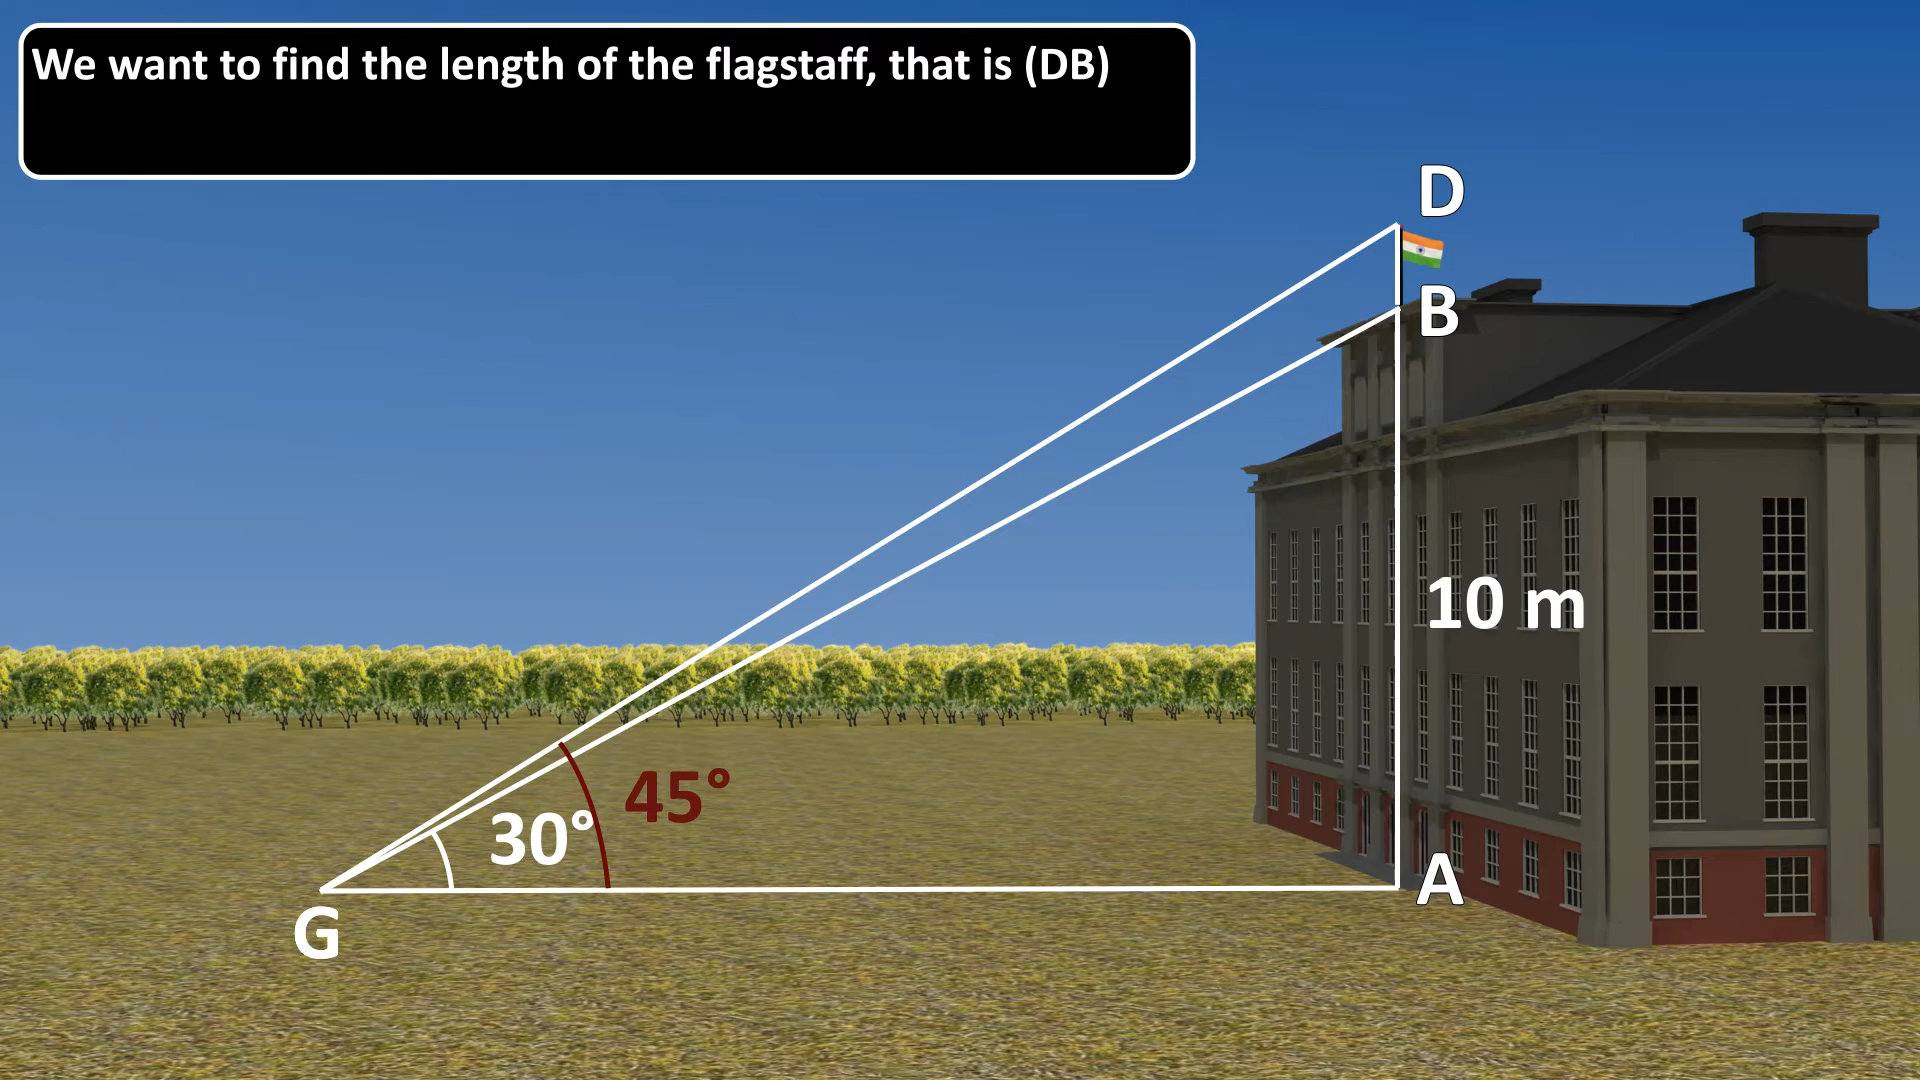 We want to find the length of the flagstaff, that is (DB)
D
B
10 m
45°
30°
A
G